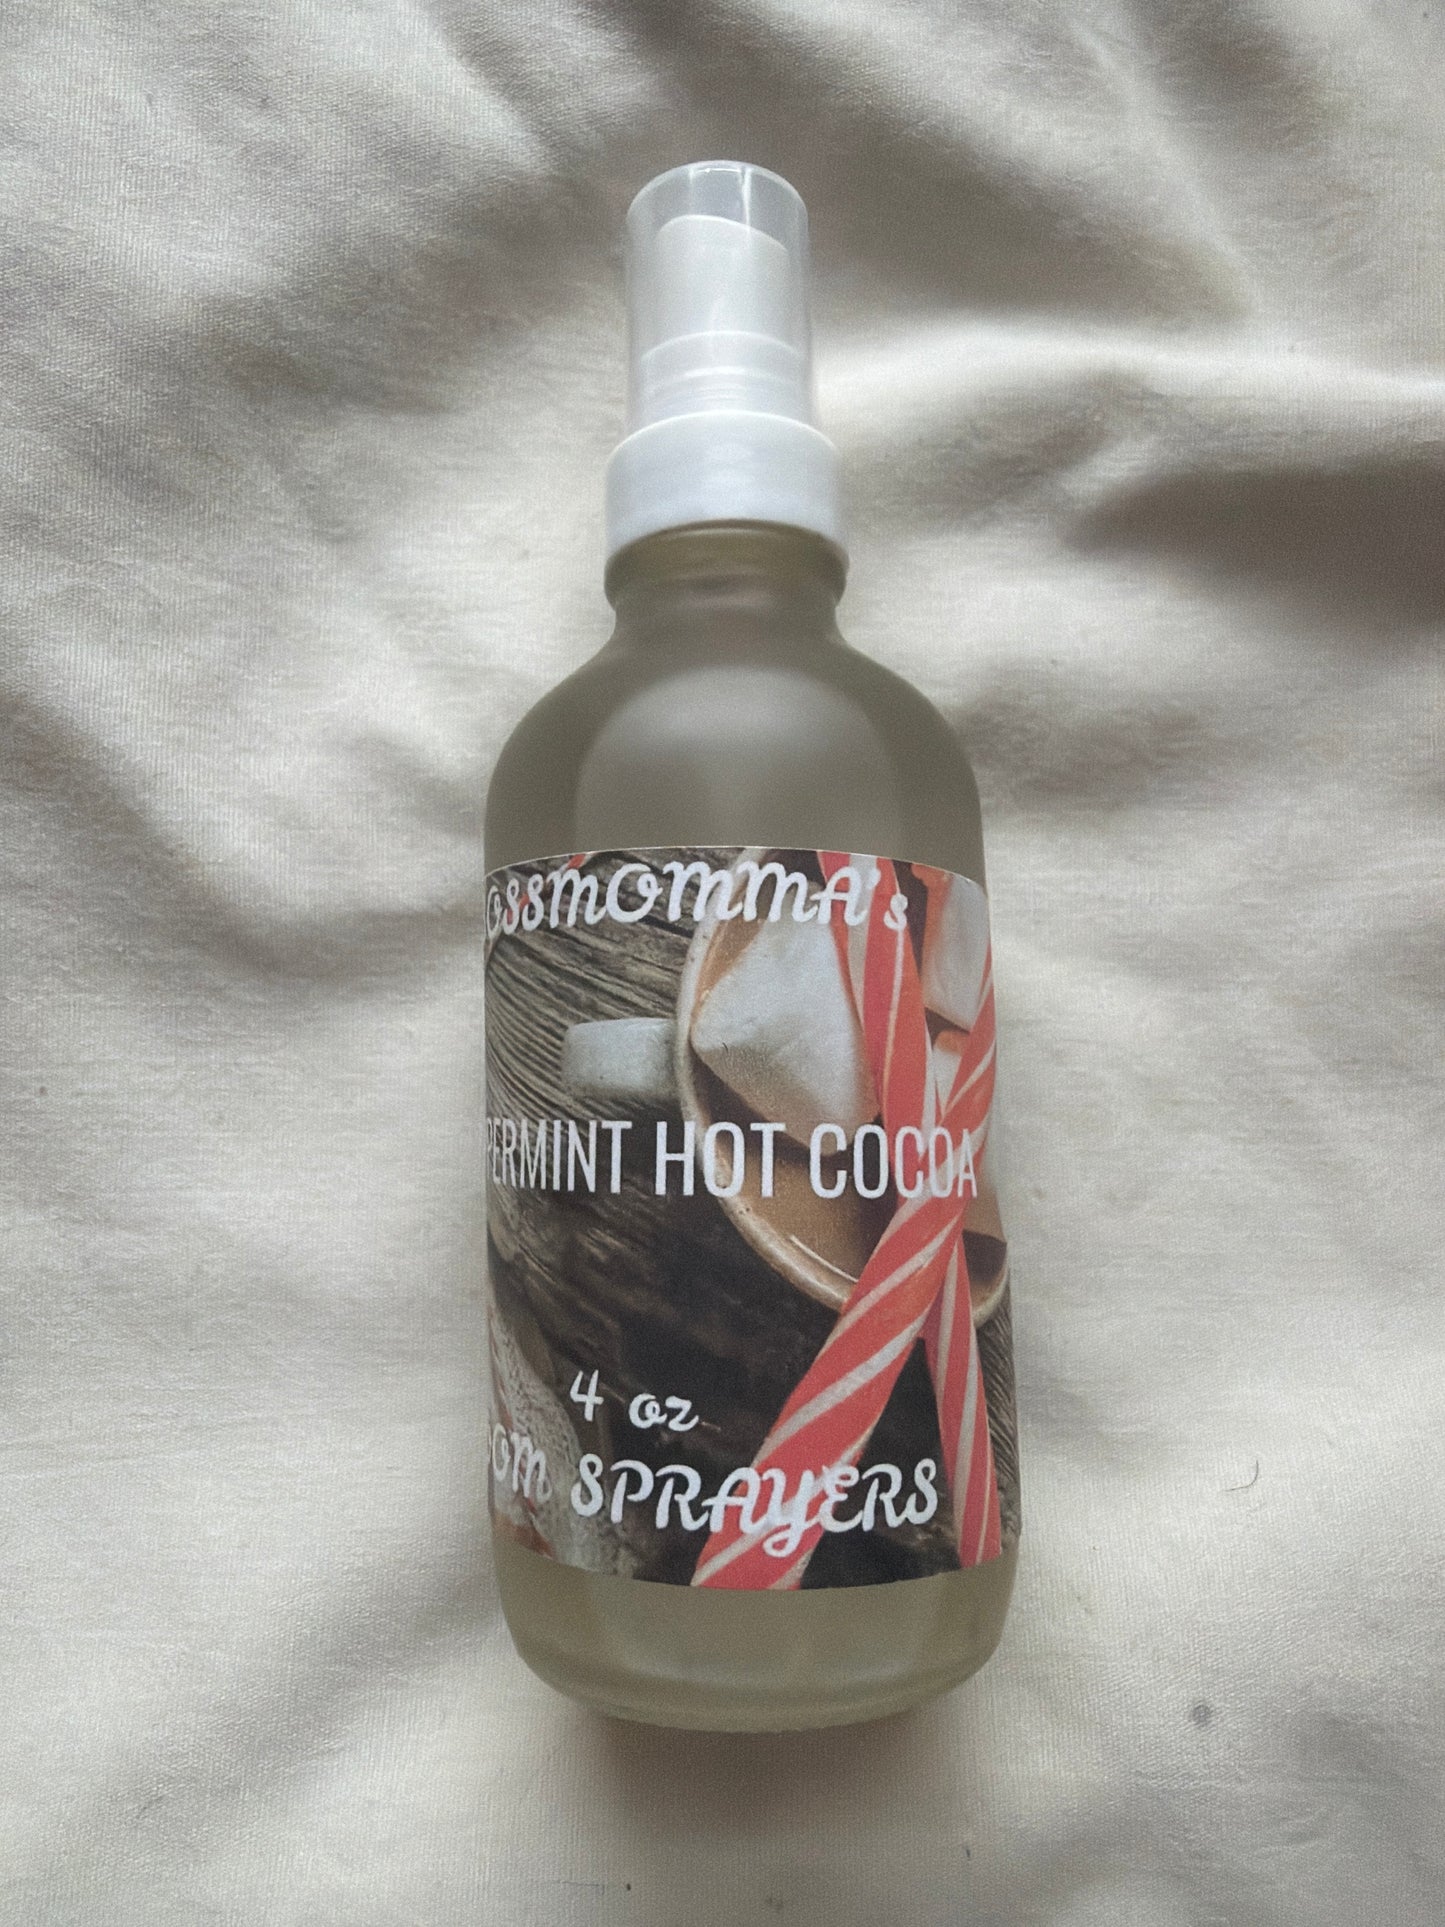 OSSMOMMA's
PERMINT HOT COCOA
4 oz
OM SPRAYERS